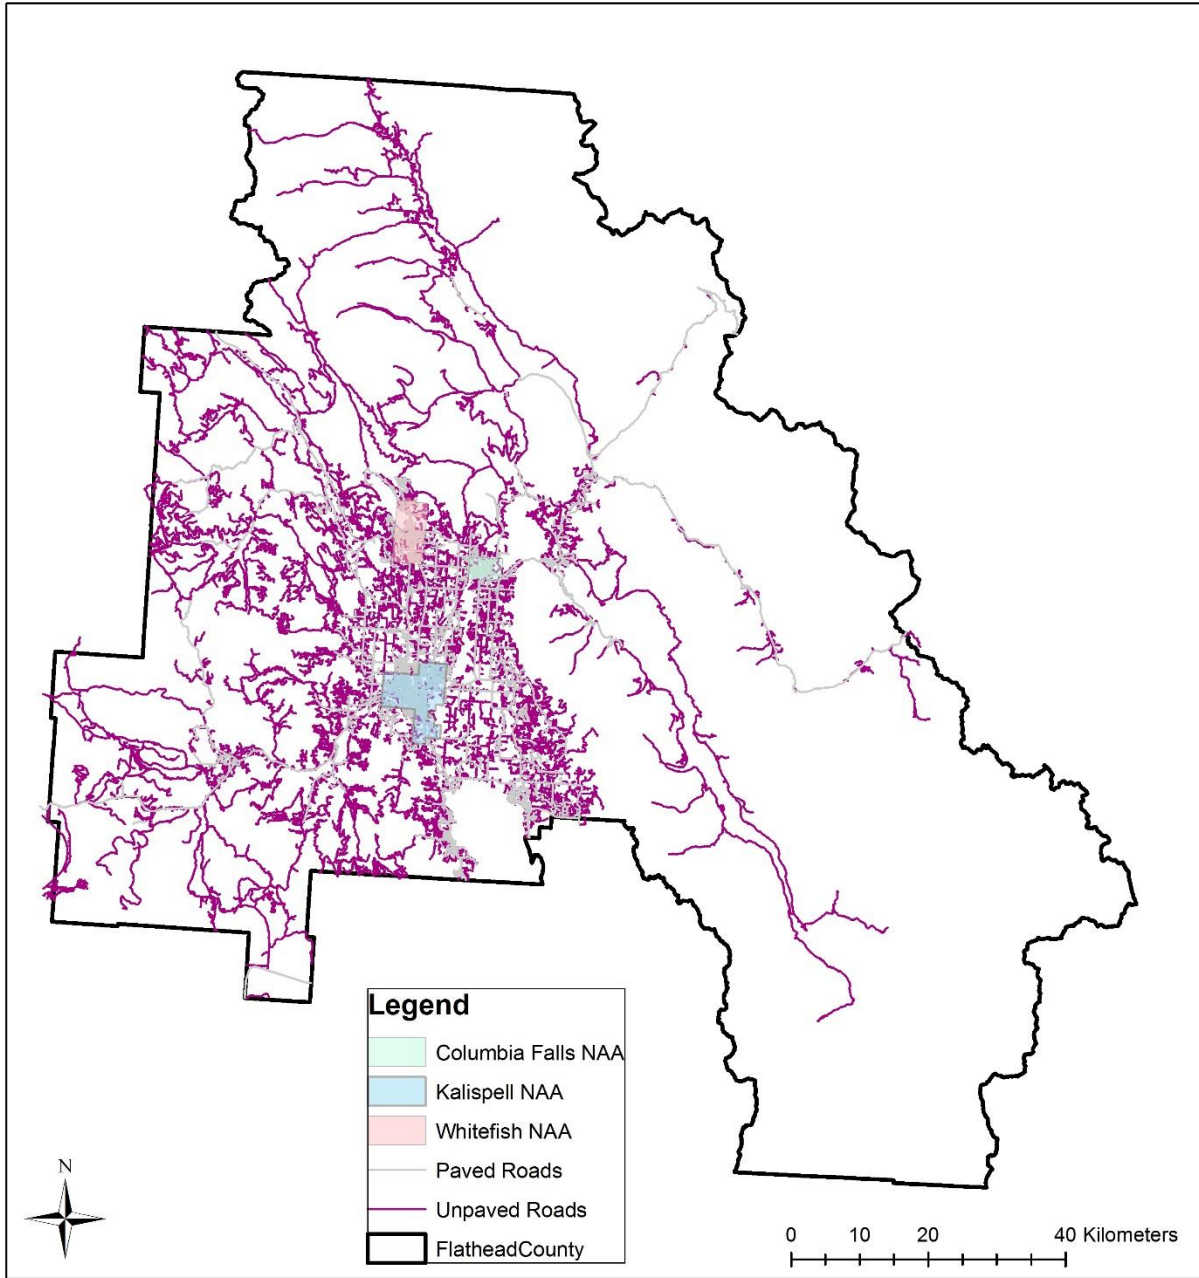 Legend
Columbia Falls NAA
Kalispell NAA
Whitefish NAA
Paved Roads
Unpaved Roads
FlatheadCounty
N
0 10 20 40 Kilometers